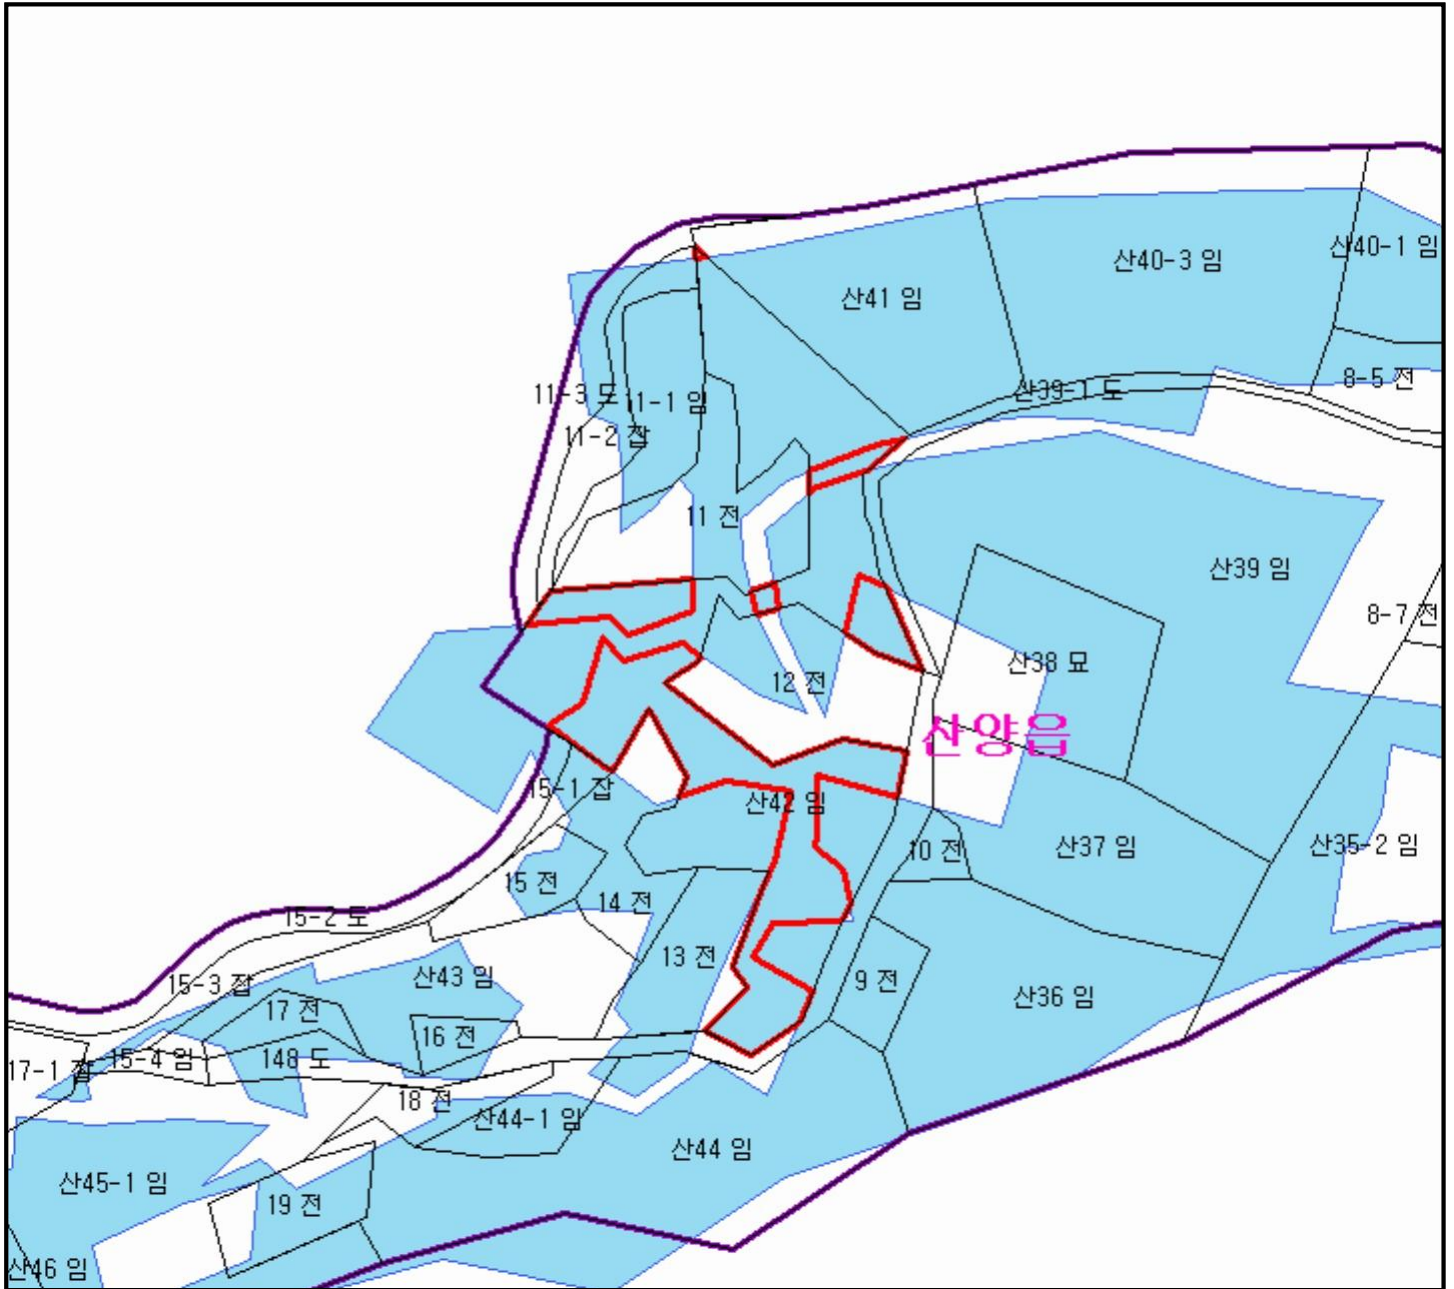 산40-1 임
산40-3 임
산41 임
8-5 전
산39-1 도
11-3 도
11-1 임
11-2 잡
11 전
산39 임
8-7 전
산38 묘
12 전
산양읍
15-1 잡
산42 임
10 전
산37 임
산35-2 임
15 전
14 전
15-2 도
13 전
산43 임
9 전
15-3 잡
산36 임
17 전
16 전
148 도
15-4 임
17-1 잡
18 전
산44-1 임
산44 임
산45-1 임
19 전
산46 임